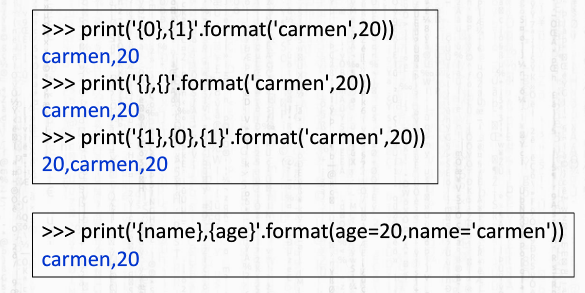 >>> print('{0},{1}'.format('carmen',20))
carmen,20
>>> print('{},{}'.format('carmen',20))
carmen,20
>>> print('{1},{0},{1}'.format('carmen',20))
20,carmen,20
>>> print('{name},{age}'.format(age=20,name='carmen'))
carmen,20